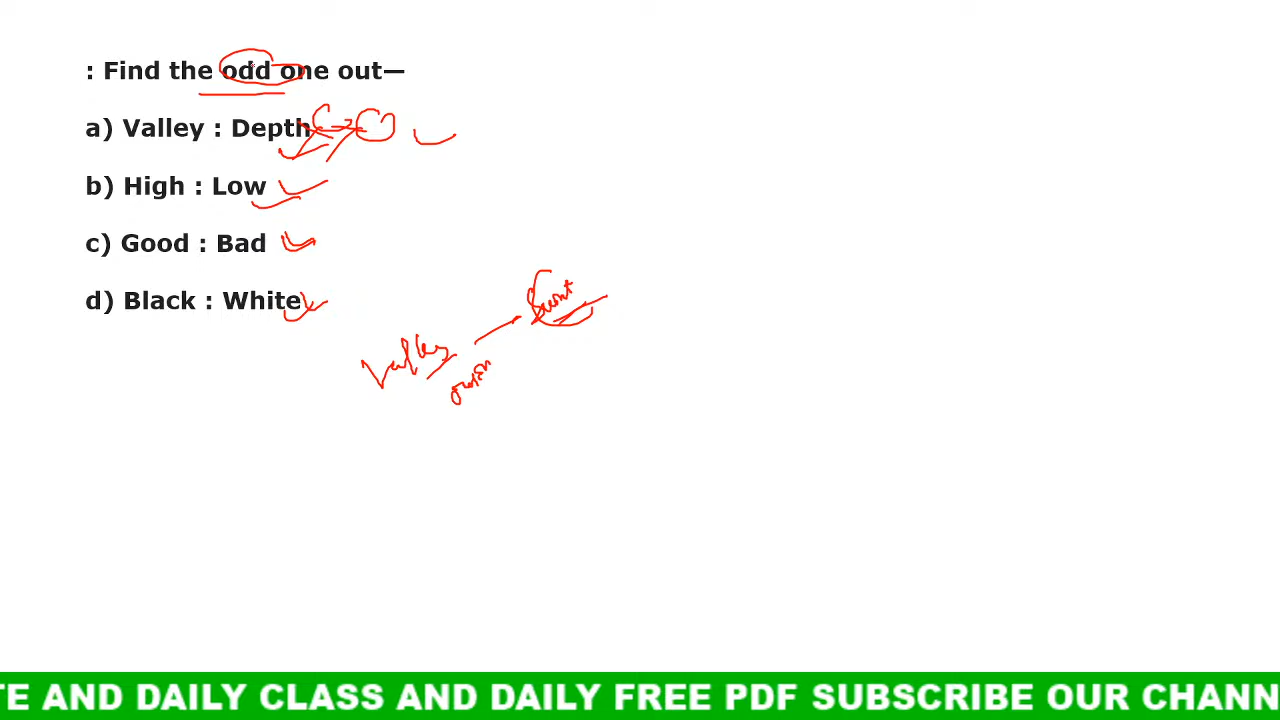 : Find the odd one out—
a) Valley : Depth
b) High : Low
c) Good : Bad
d) Black : White
Valley
TE AND DAILY CLASS AND DAILY FREE PDF SUBSCRIBE OUR CHANN